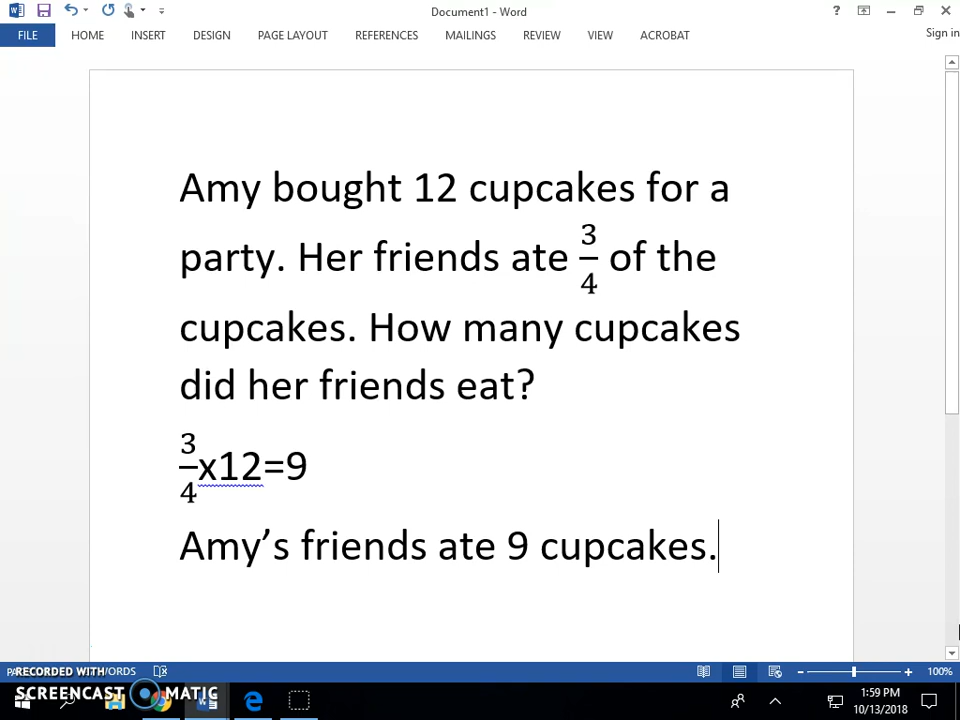 Document1 - Word
?
FILE HOME INSERT DESIGN PAGE LAYOUT REFERENCES MAILINGS REVIEW VIEW ACROBAT
Sign in
Amy bought 12 cupcakes for a
party. Her friends ate 3/4 of the
cupcakes. How many cupcakes
did her friends eat?
3/4x12=9
Amy’s friends ate 9 cupcakes.
RECORDED WITH WORDS
100%
SCREENCAST MATIC
1:59 PM
10/13/2018